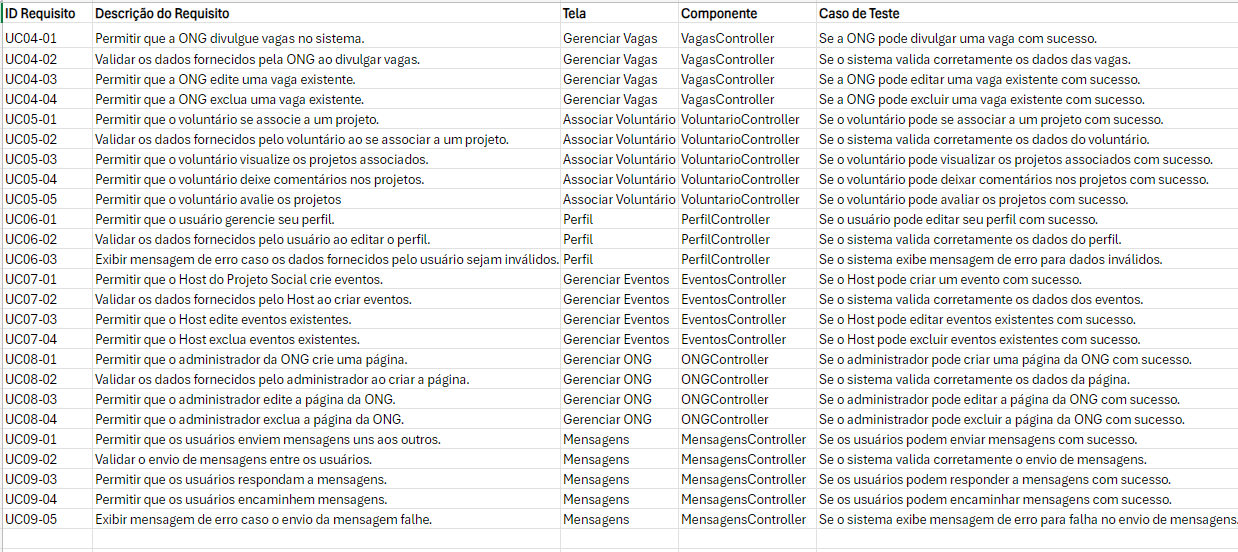 ID Requisito Descrição do Requisito Tela Componente Caso de Teste
UC04-01 Permitir que a ONG divulgue vagas no sistema. Gerenciar Vagas VagasController Se a ONG pode divulgar uma vaga com sucesso.
UC04-02 Validar os dados fornecidos pela ONG ao divulgar vagas. Gerenciar Vagas VagasController Se o sistema valida corretamente os dados das vagas.
UC04-03 Permitir que a ONG edite uma vaga existente. Gerenciar Vagas VagasController Se a ONG pode editar uma vaga existente com sucesso.
UC04-04 Permitir que a ONG exclua uma vaga existente. Gerenciar Vagas VagasController Se a ONG pode excluir uma vaga existente com sucesso.
UC05-01 Permitir que o voluntário se associe a um projeto. Associar Voluntário VoluntarioController Se o voluntário pode se associar a um projeto com sucesso.
UC05-02 Validar os dados fornecidos pelo voluntário ao se associar a um projeto. Associar Voluntário VoluntarioController Se o sistema valida corretamente os dados do voluntário.
UC05-03 Permitir que o voluntário visualize os projetos associados. Associar Voluntário VoluntarioController Se o voluntário pode visualizar os projetos associados com sucesso.
UC05-04 Permitir que o voluntário deixe comentários nos projetos. Associar Voluntário VoluntarioController Se o voluntário pode deixar comentários nos projetos com sucesso.
UC05-05 Permitir que o voluntário avalie os projetos Associar Voluntário VoluntarioController Se o voluntário pode avaliar os projetos com sucesso.
UC06-01 Permitir que o usuário gerencie seu perfil. Perfil PerfilController Se o usuário pode editar seu perfil com sucesso.
UC06-02 Validar os dados fornecidos pelo usuário ao editar o perfil. Perfil PerfilController Se o sistema valida corretamente os dados do perfil.
UC06-03 Exibir mensagem de erro caso os dados fornecidos pelo usuário sejam inválidos. Perfil PerfilController Se o sistema exibe mensagem de erro para dados inválidos.
UC07-01 Permitir que o Host do Projeto Social crie eventos. Gerenciar Eventos EventosController Se o Host pode criar um evento com sucesso.
UC07-02 Validar os dados fornecidos pelo Host ao criar eventos. Gerenciar Eventos EventosController Se o sistema valida corretamente os dados dos eventos.
UC07-03 Permitir que o Host edite eventos existentes. Gerenciar Eventos EventosController Se o Host pode editar eventos existentes com sucesso.
UC07-04 Permitir que o Host exclua eventos existentes. Gerenciar Eventos EventosController Se o Host pode excluir eventos existentes com sucesso.
UC08-01 Permitir que o administrador da ONG crie uma página. Gerenciar ONG ONGController Se o administrador pode criar uma página da ONG com sucesso.
UC08-02 Validar os dados fornecidos pelo administrador ao criar a página. Gerenciar ONG ONGController Se o sistema valida corretamente os dados da página.
UC08-03 Permitir que o administrador edite a página da ONG. Gerenciar ONG ONGController Se o administrador pode editar a página da ONG com sucesso.
UC08-04 Permitir que o administrador exclua a página da ONG. Gerenciar ONG ONGController Se o administrador pode excluir a página da ONG com sucesso.
UC09-01 Permitir que os usuários enviem mensagens uns aos outros. Mensagens MensagensController Se os usuários podem enviar mensagens com sucesso.
UC09-02 Validar o envio de mensagens entre os usuários. Mensagens MensagensController Se o sistema valida corretamente o envio de mensagens.
UC09-03 Permitir que os usuários respondam a mensagens. Mensagens MensagensController Se os usuários podem responder a mensagens com sucesso.
UC09-04 Permitir que os usuários encaminhem mensagens. Mensagens MensagensController Se os usuários podem encaminhar mensagens com sucesso.
UC09-05 Exibir mensagem de erro caso o envio da mensagem falhe. Mensagens MensagensController Se o sistema exibe mensagem de erro para falha no envio de mensagens.